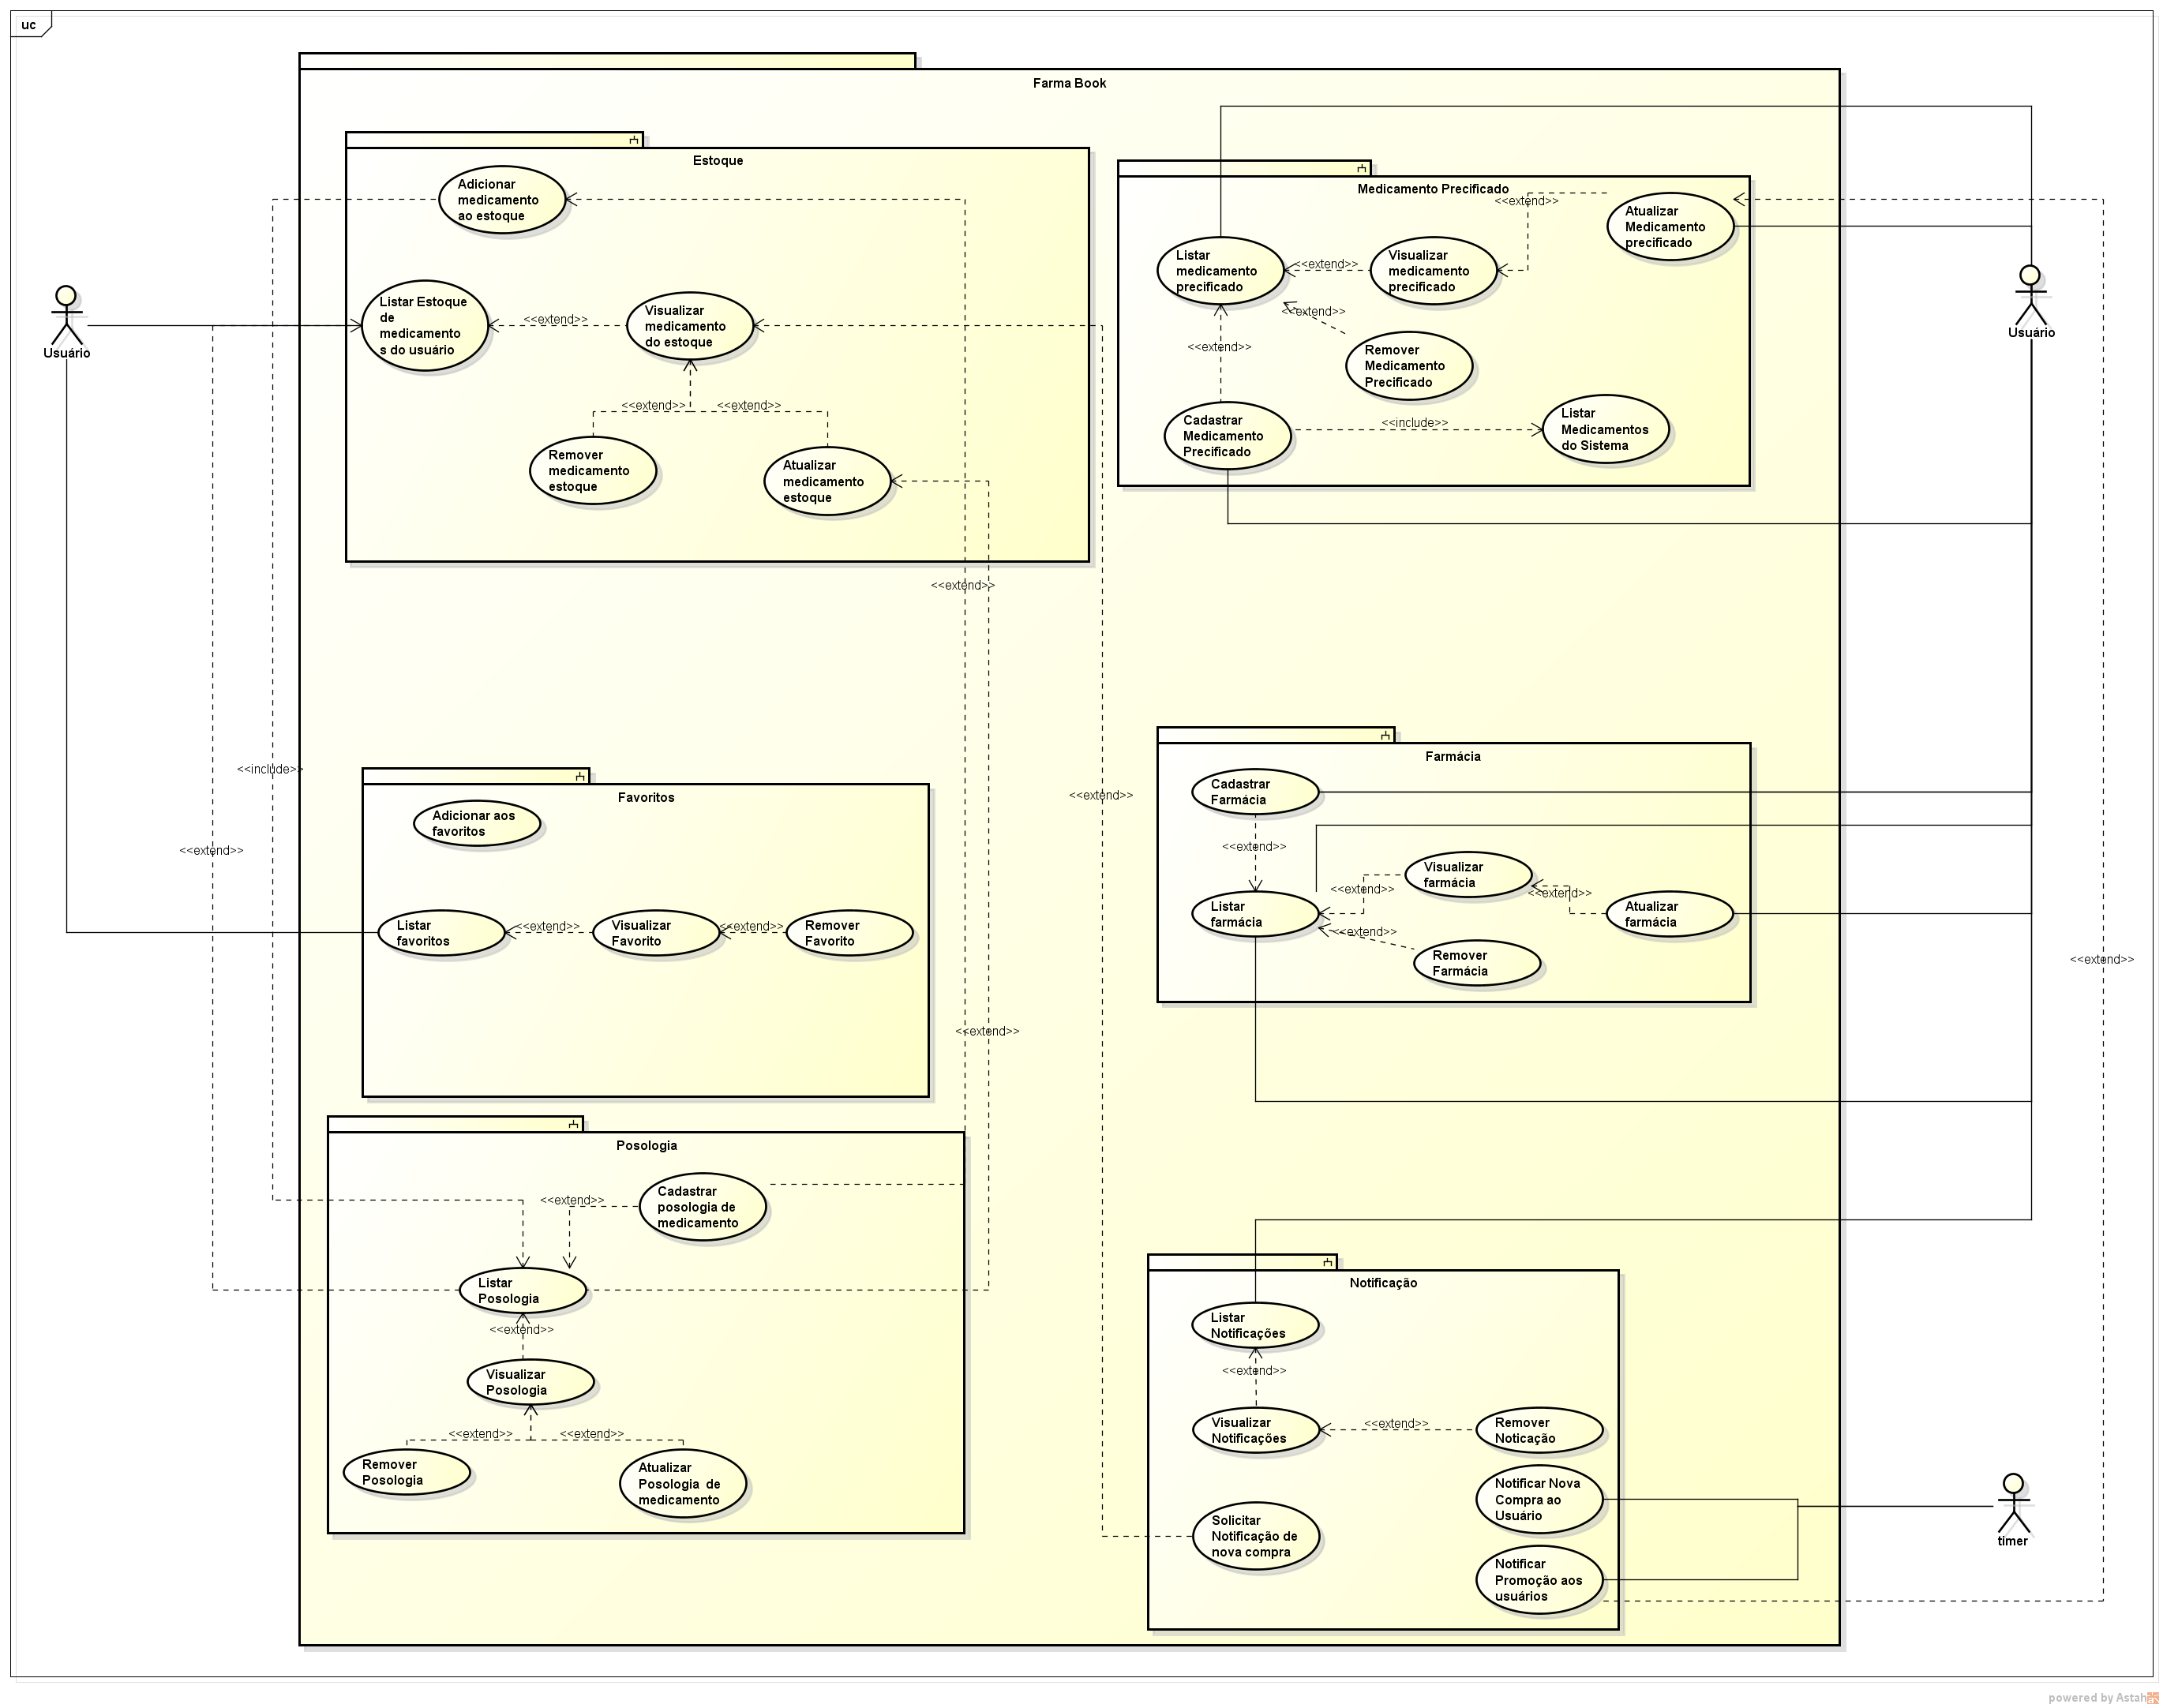 uc
Farma Book
Estoque
Adicionar
medicamento
ao estoque
Listar Estoque
de
medicamento
s do usuário
<<extend>>
Visualizar
medicamento
do estoque
<<extend>>
<<extend>>
Remover
medicamento
estoque
Atualizar
medicamento
estoque
Usuário
Medicamento Precificado
<<extend>>
Atualizar
Medicamento
precificado
Listar
medicamento
precificado
<<extend>>
Visualizar
medicamento
precificado
<<extend>>
<<extend>>
Remover
Medicamento
Precificado
Cadastrar
Medicamento
Precificado
<<include>>
Listar
Medicamentos
do Sistema
Usuário
<<extend>>
<<include>>
<<extend>>
<<extend>>
<<extend>>
<<extend>>
Favoritos
Adicionar aos
favoritos
Listar
favoritos
<<extend>>
Visualizar
Favorito
<<extend>>
Remover
Favorito
Farmácia
Cadastrar
Farmácia
<<extend>>
Visualizar
farmácia
<<extend>>
<<extend>>
Listar
farmácia
Atualizar
farmácia
<<extend>>
Remover
Farmácia
Posologia
<<extend>>
Cadastrar
posologia de
medicamento
Listar
Posologia
<<extend>>
Visualizar
Posologia
<<extend>>
<<extend>>
Remover
Posologia
Atualizar
Posologia  de
medicamento
Notificação
Listar
Notificações
<<extend>>
Visualizar
Notificações
<<extend>>
Remover
Noticação
Notificar Nova
Compra ao
Usuário
Solicitar
Notificação de
nova compra
Notificar
Promoção aos
usuários
timer
powered by Astah